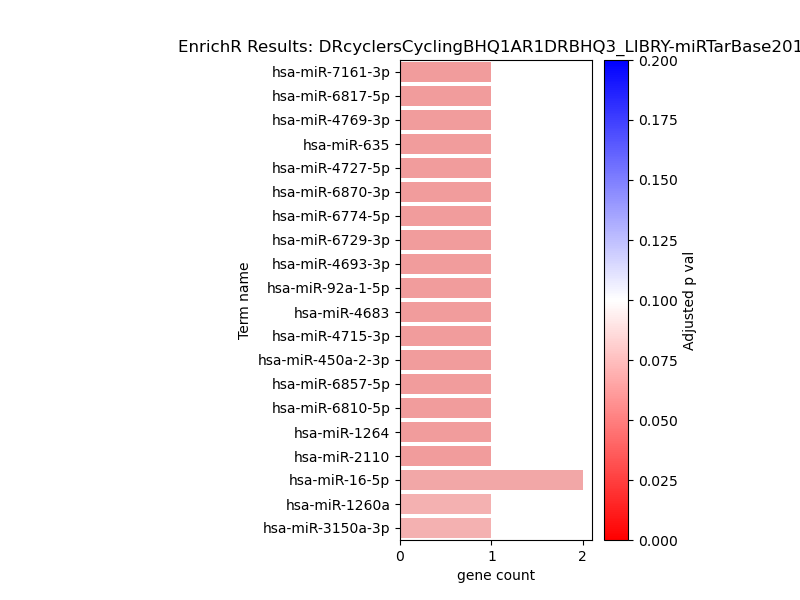 EnrichR Results: DRcyclersCyclingBHQ1AR1DRBHQ3_LIBRY-miRTarBase201
hsa-miR-7161-3p
hsa-miR-6817-5p
hsa-miR-4769-3p
hsa-miR-635
hsa-miR-4727-5p
hsa-miR-6870-3p
hsa-miR-6774-5p
hsa-miR-6729-3p
hsa-miR-4693-3p
hsa-miR-92a-1-5p
hsa-miR-4683
hsa-miR-4715-3p
hsa-miR-450a-2-3p
hsa-miR-6857-5p
hsa-miR-6810-5p
hsa-miR-1264
hsa-miR-2110
hsa-miR-16-5p
hsa-miR-1260a
hsa-miR-3150a-3p
Term name
0 1 2
gene count
0.200
0.175
0.150
0.125
0.100
0.075
0.050
0.025
0.000
Adjusted p val